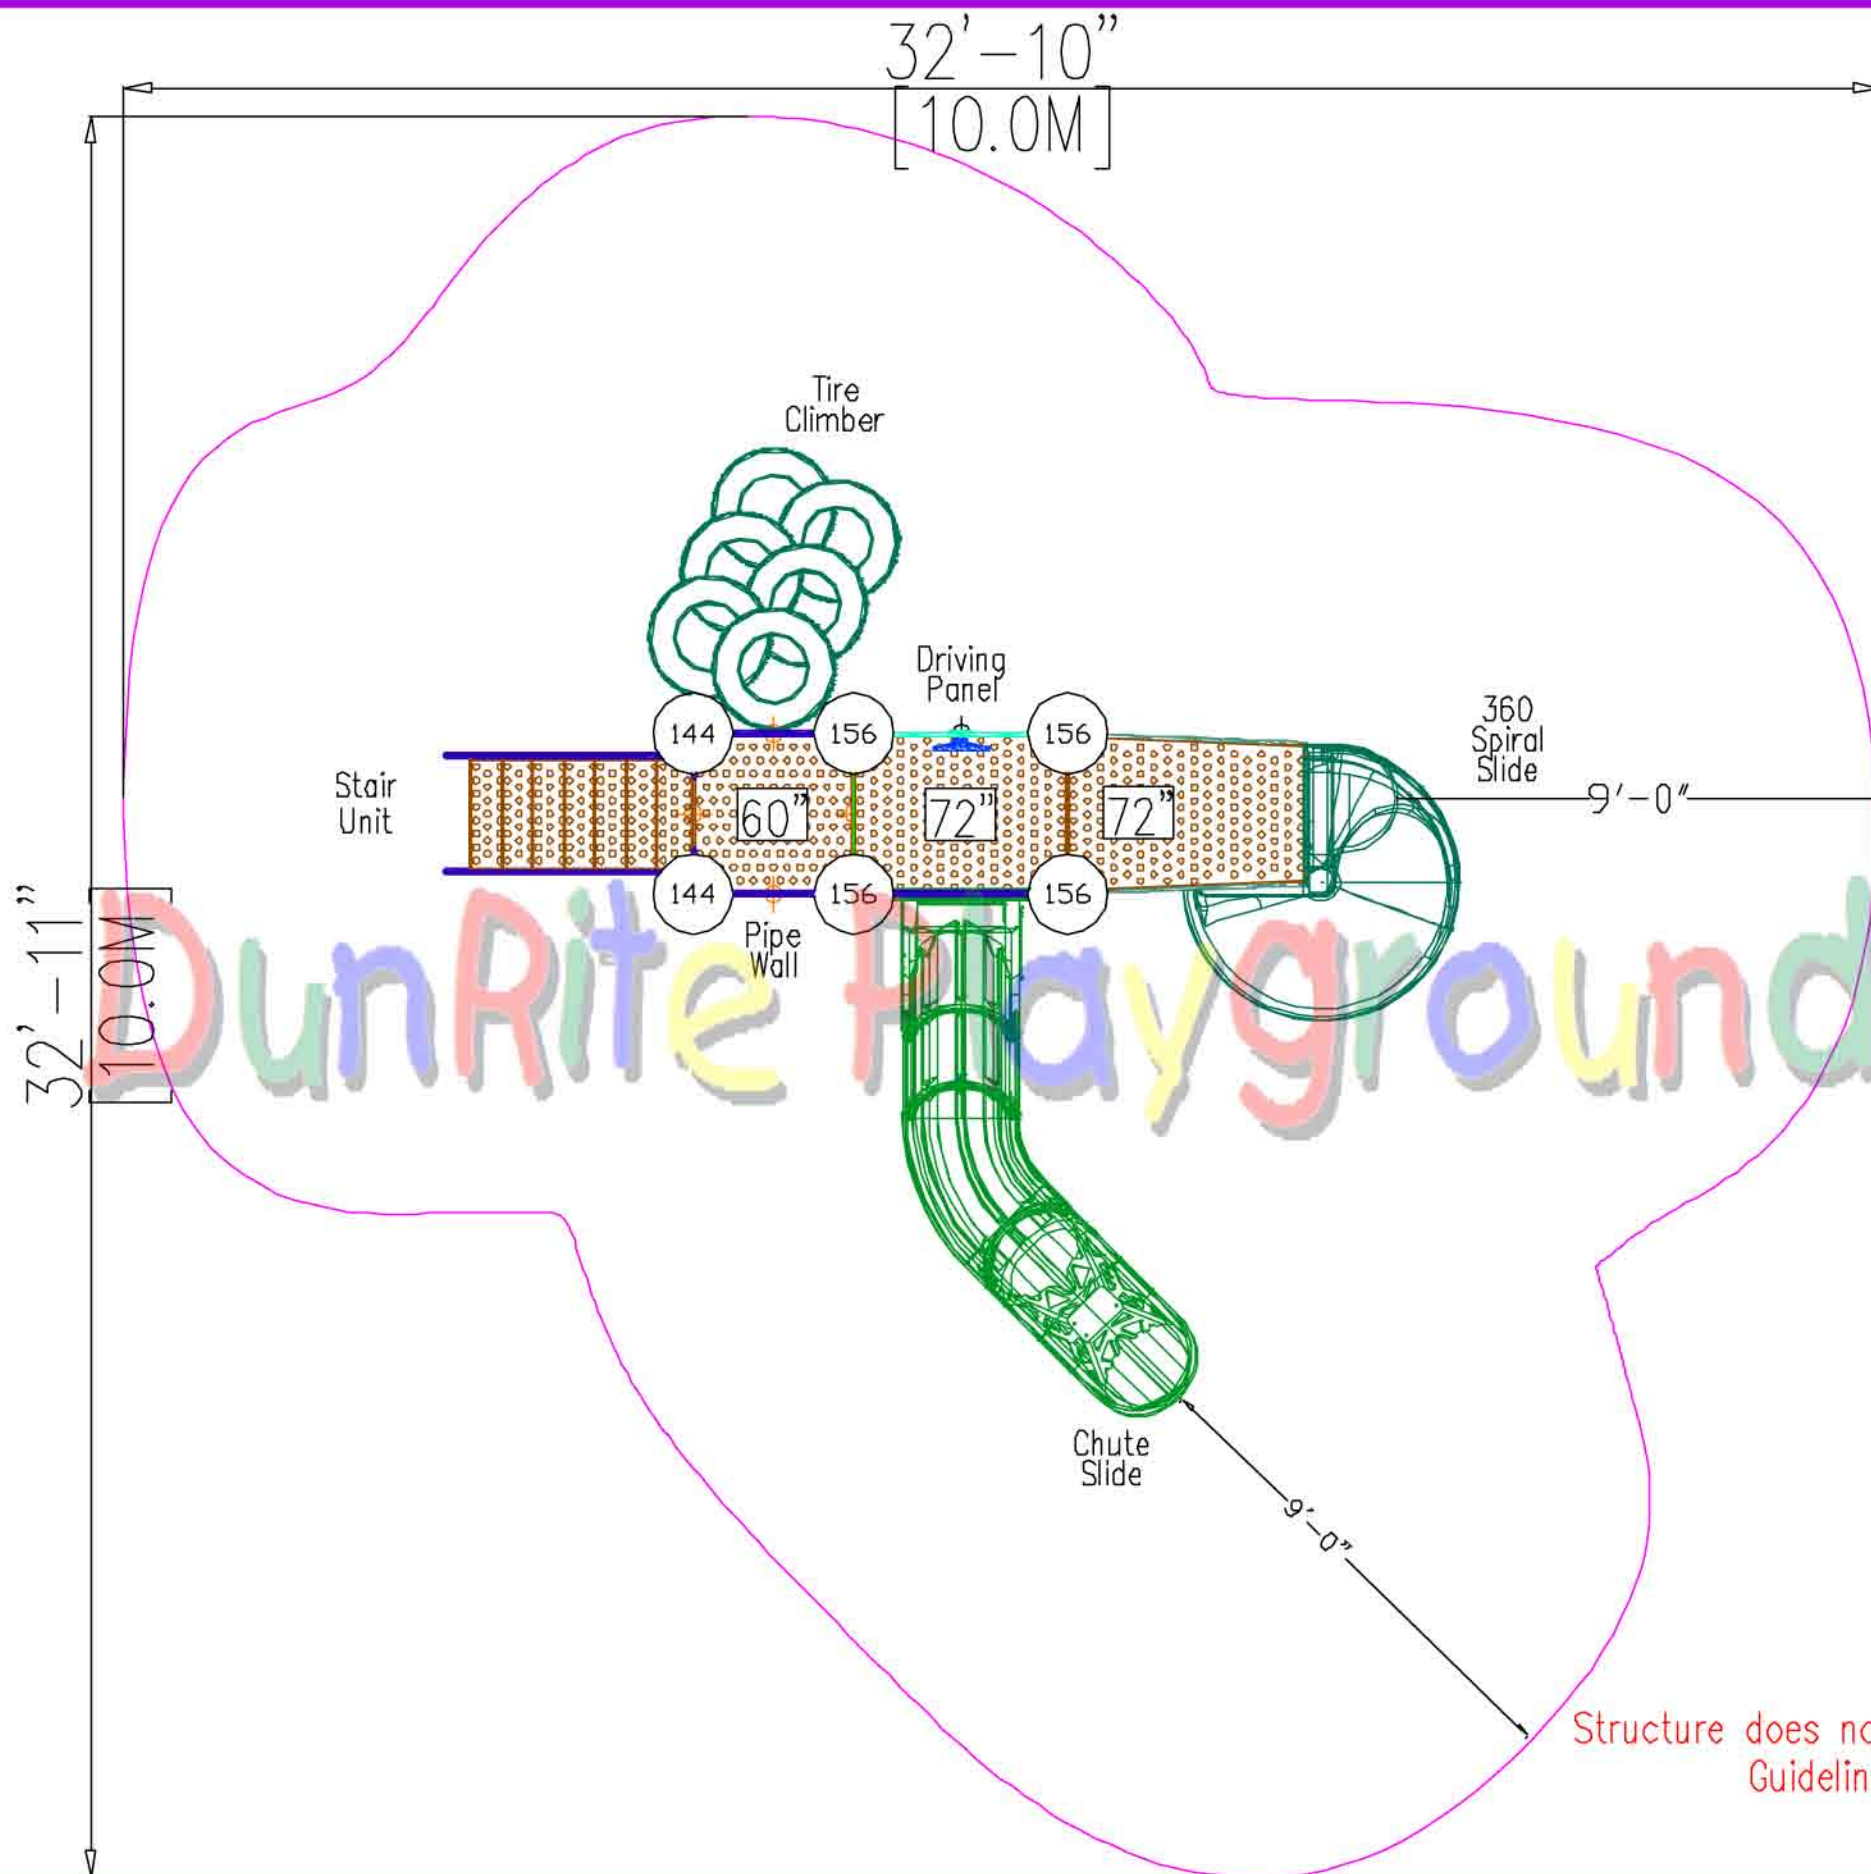 32'-10"
[10.0M]
Tire
Climber
Driving
Panel
360
Spiral
Slide
144
156
156
Stair
Unit
60"
72"
72"
9'-0"
144
156
156
Pipe
Wall
32'-11"
[10.0M]
DunRite Playground
Chute
Slide
9'-0"
Structure does